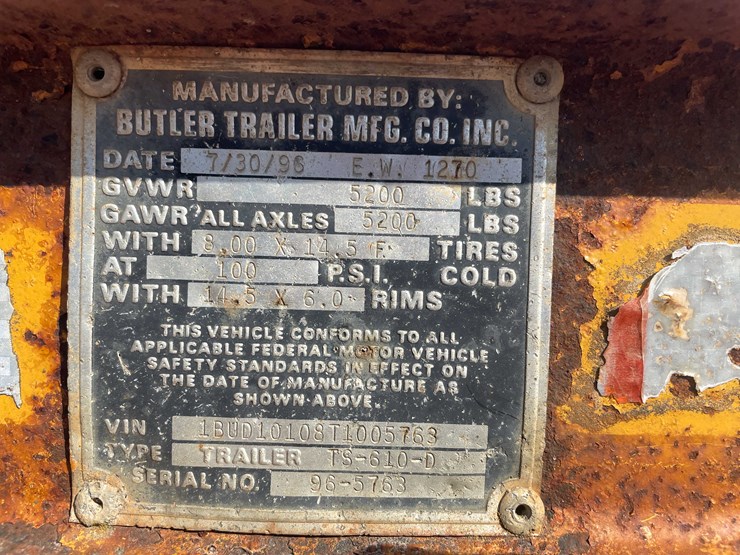 MANUFACTURED BY:
BUTLER TRAILER MFG. CO. INC.
DATE 7/30/96 E.W. 1270
GVWR 5200 LBS
GAWR ALL AXLES 5200 LBS
WITH 8.00 X 14.5 F TIRES
AT 100 P.S.I. COLD
WITH 14.5 X 6.0 RIMS
THIS VEHICLE CONFORMS TO ALL
APPLICABLE FEDERAL MOTOR VEHICLE
SAFETY STANDARDS IN EFFECT ON
THE DATE OF MANUFACTURE AS
SHOWN ABOVE.
VIN 1BUD10108T1005763
TYPE TRAILER TS-610-D
SERIAL NO. 96-5763